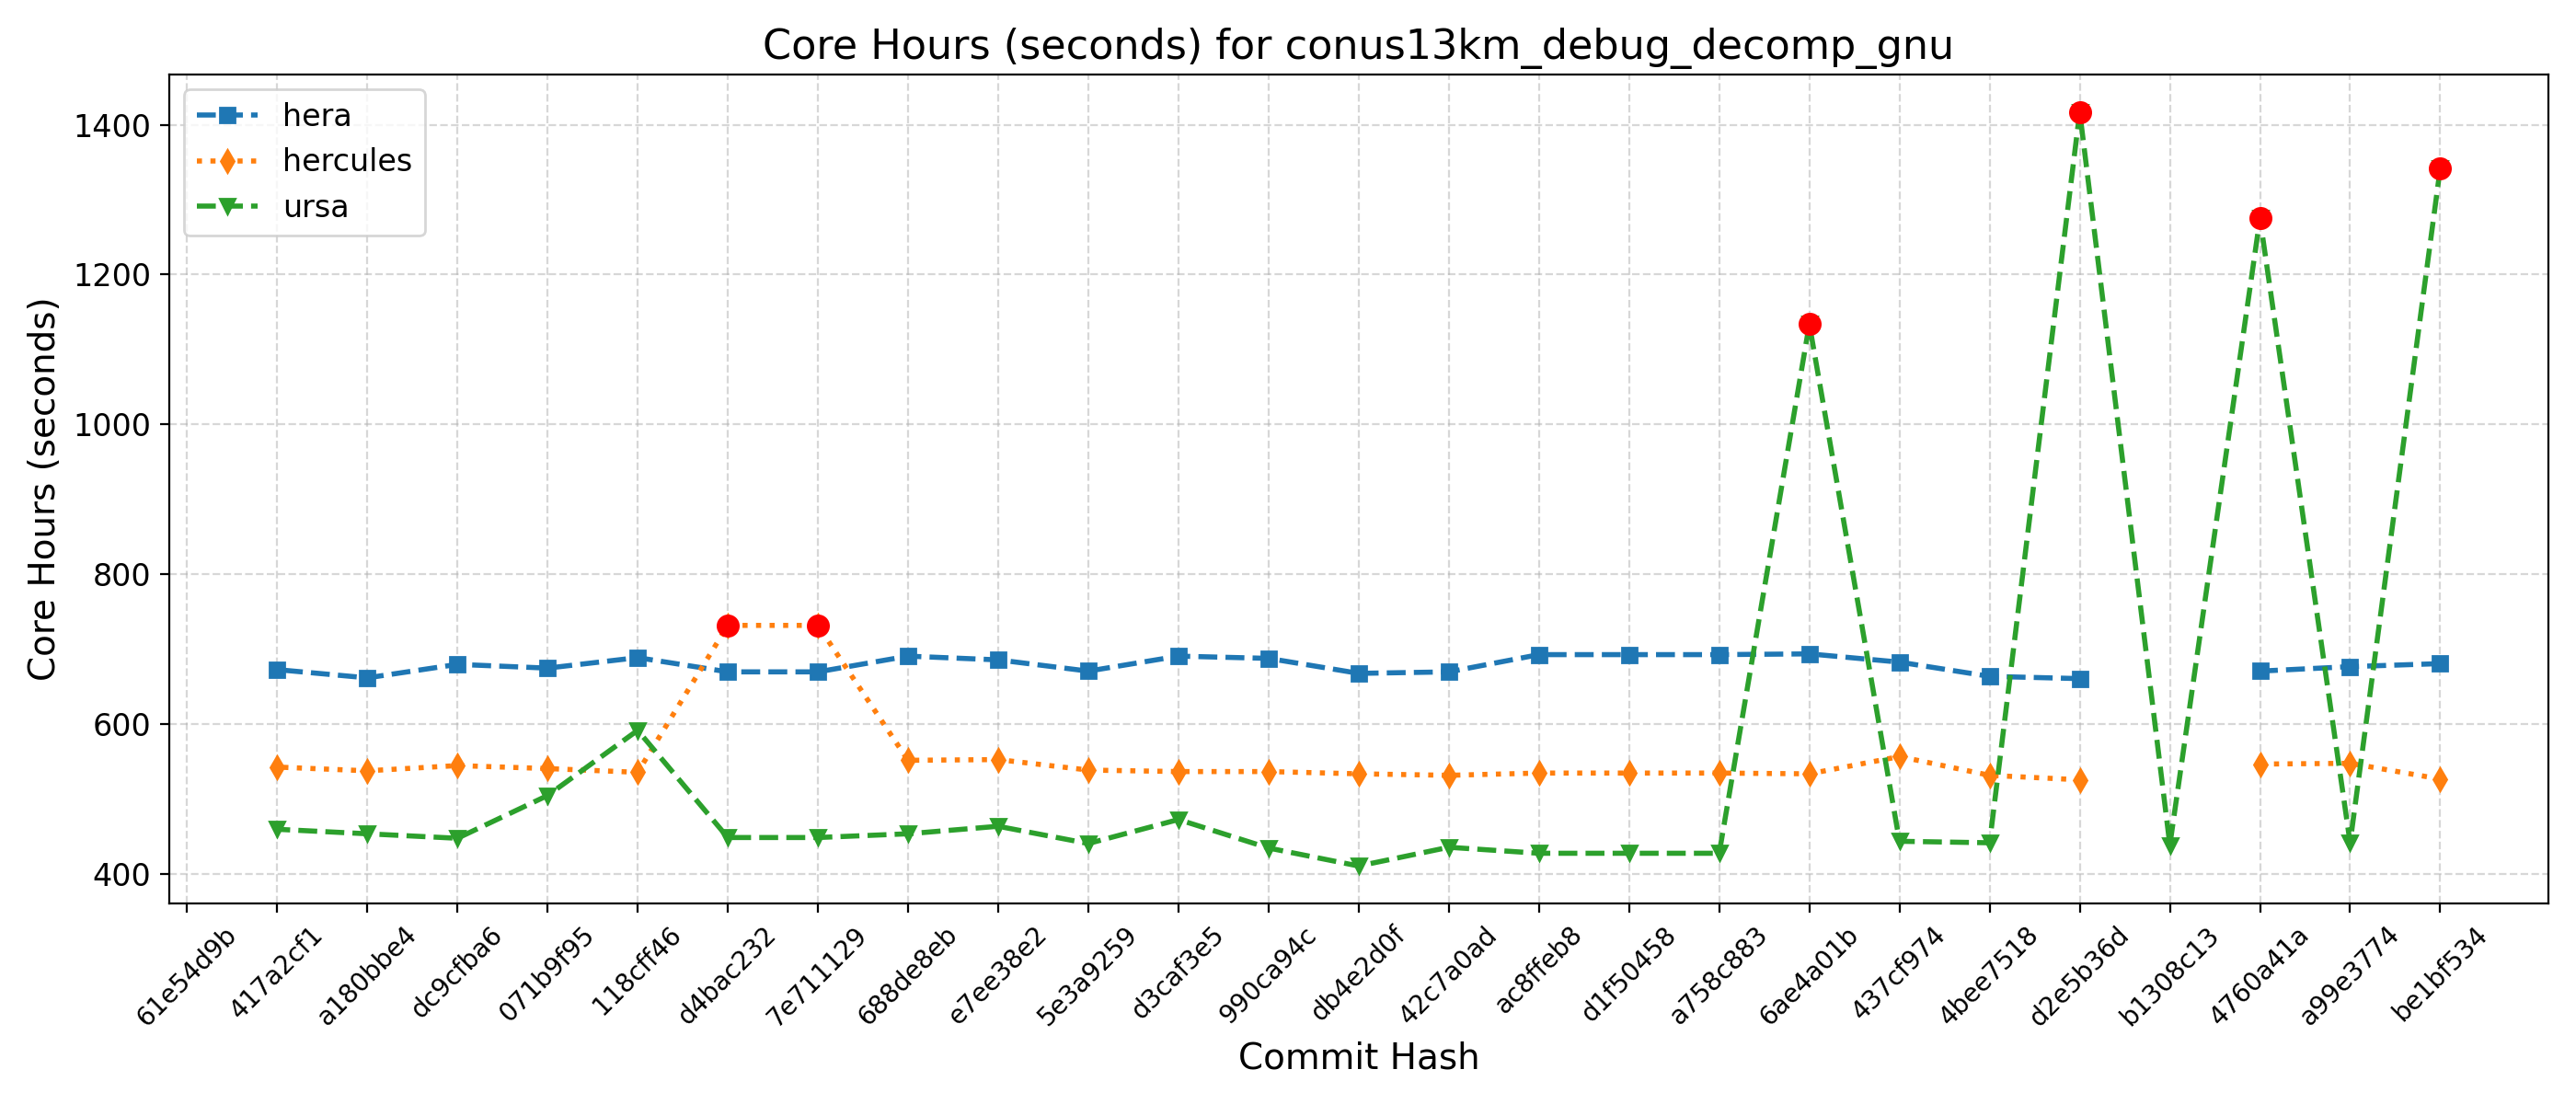 Core Hours (seconds) for conus13km_debug_decomp_gnu
hera
hercules
ursa
Core Hours (seconds)
1400
1200
1000
800
600
400
61e54d9b
417a2cf1
a180bbe4
dc9cfba6
071b9f95
118cff46
d4bac232
7e711129
688de8eb
e7ee38e2
5e3a9259
d3caf3e5
990ca94c
db4e2d0f
42c7a0ad
ac8ffeb8
d1f50458
a758c883
6ae4a01b
437cf974
4bee7518
d2e5b36d
b1308c13
4760a41a
a99e3774
be1bf534
Commit Hash